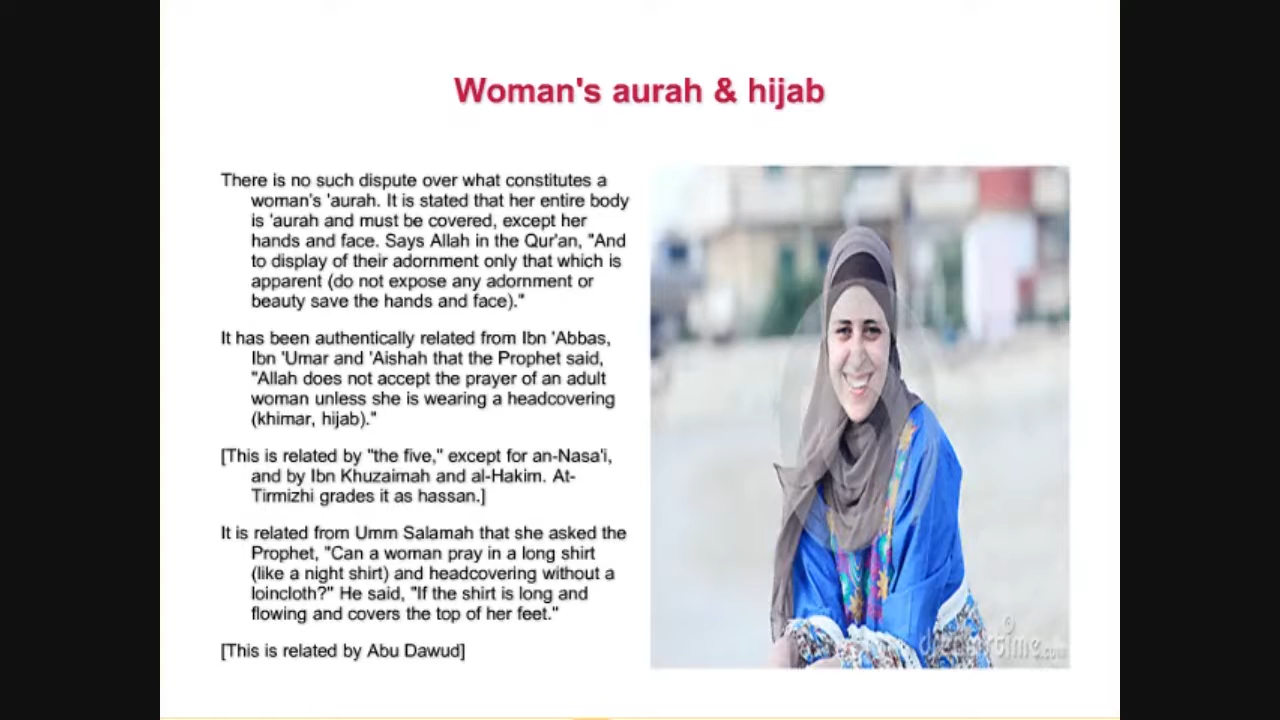 Woman's aurah & hijab
There is no such dispute over what constitutes a
woman's 'aurah. It is stated that her entire body
is 'aurah and must be covered, except her
hands and face. Says Allah in the Qur'an, "And
to display of their adornment only that which is
apparent (do not expose any adornment or
beauty save the hands and face)."
It has been authentically related from Ibn 'Abbas,
Ibn 'Umar and 'Aishah that the Prophet said,
"Allah does not accept the prayer of an adult
woman unless she is wearing a headcovering
(khimar, hijab)."
[This is related by "the five," except for an-Nasa'i,
and by Ibn Khuzaimah and al-Hakim. At-
Tirmizhi grades it as hassan.]
It is related from Umm Salamah that she asked the
Prophet, "Can a woman pray in a long shirt
(like a night shirt) and headcovering without a
loincloth?" He said, "If the shirt is long and
flowing and covers the top of her feet."
[This is related by Abu Dawud]
dreamstime.com